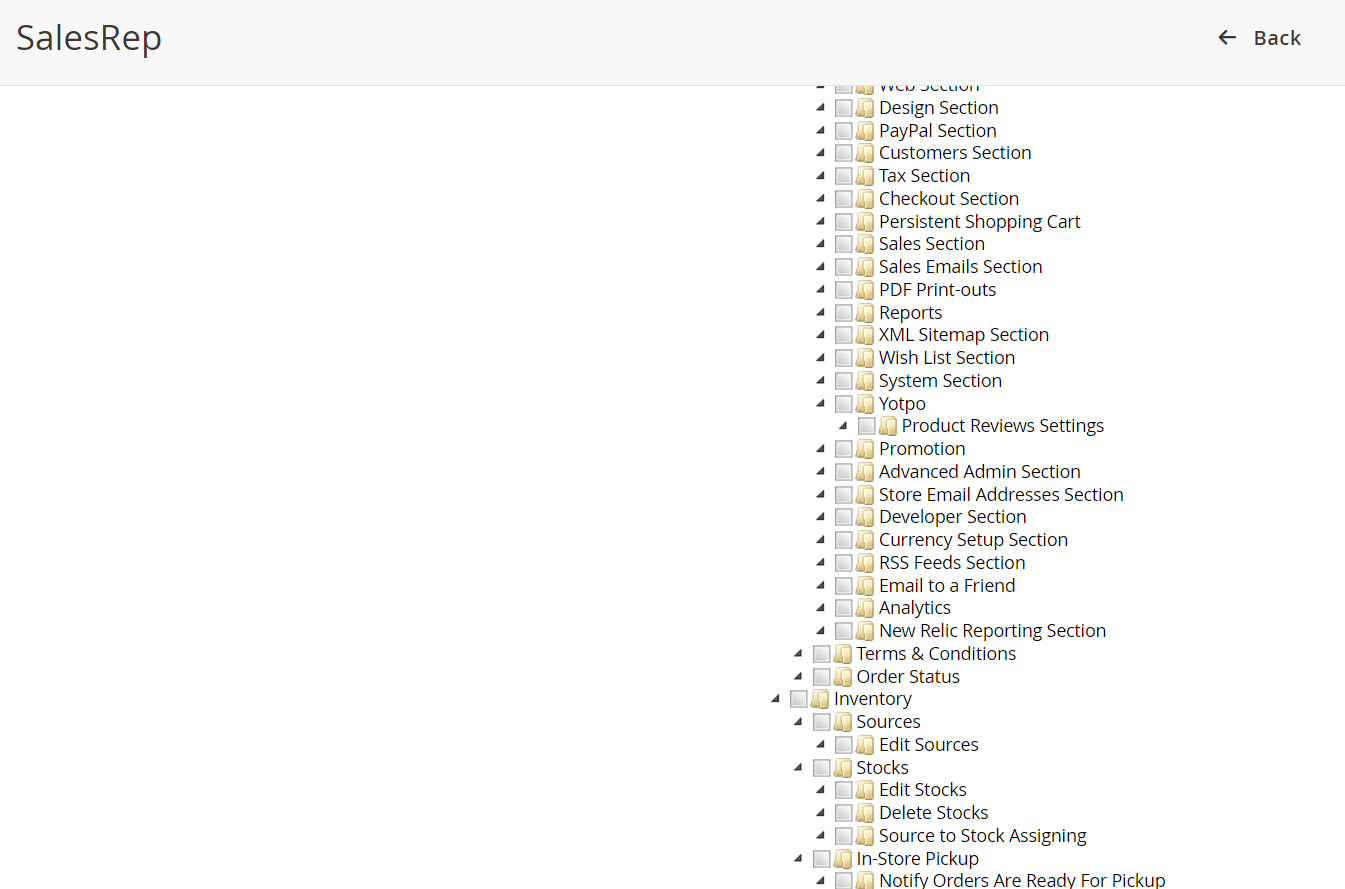 SalesRep
Back
Web Section
Design Section
PayPal Section
Customers Section
Tax Section
Checkout Section
Persistent Shopping Cart
Sales Section
Sales Emails Section
PDF Print-outs
Reports
XML Sitemap Section
Wish List Section
System Section
Yotpo
Product Reviews Settings
Promotion
Advanced Admin Section
Store Email Addresses Section
Developer Section
Currency Setup Section
RSS Feeds Section
Email to a Friend
Analytics
New Relic Reporting Section
Terms & Conditions
Order Status
Inventory
Sources
Edit Sources
Stocks
Edit Stocks
Delete Stocks
Source to Stock Assigning
In-Store Pickup
Notify Orders Are Ready For Pickup